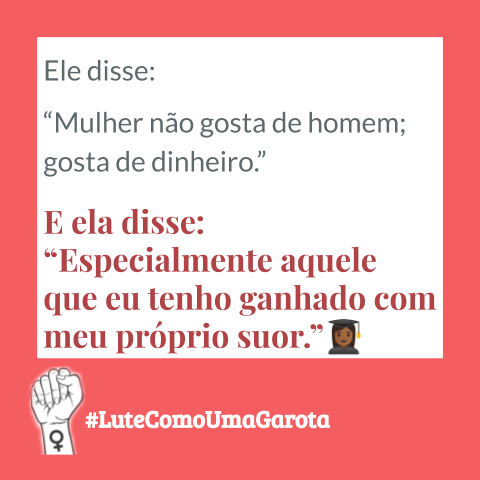 Ele disse:
“Mulher não gosta de homem;
gosta de dinheiro.”
E ela disse:
“Especialmente aquele
que eu tenho ganhado com
meu próprio suor.”
#LuteComoUmaGarota